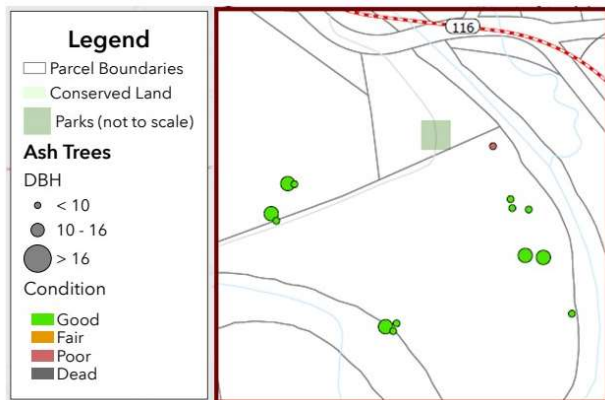 Legend
Parcel Boundaries
Conserved Land
Parks (not to scale)
Ash Trees
DBH
< 10
10 - 16
> 16
Condition
Good
Fair
Poor
Dead
116